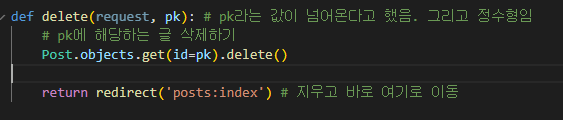 def delete(request, pk): # pk라는 값이 넘어온다고 했음. 그리고 정수형임
    # pk에 해당하는 글 삭제하기
    Post.objects.get(id=pk).delete()
    return redirect('posts:index') # 지우고 바로 여기로 이동